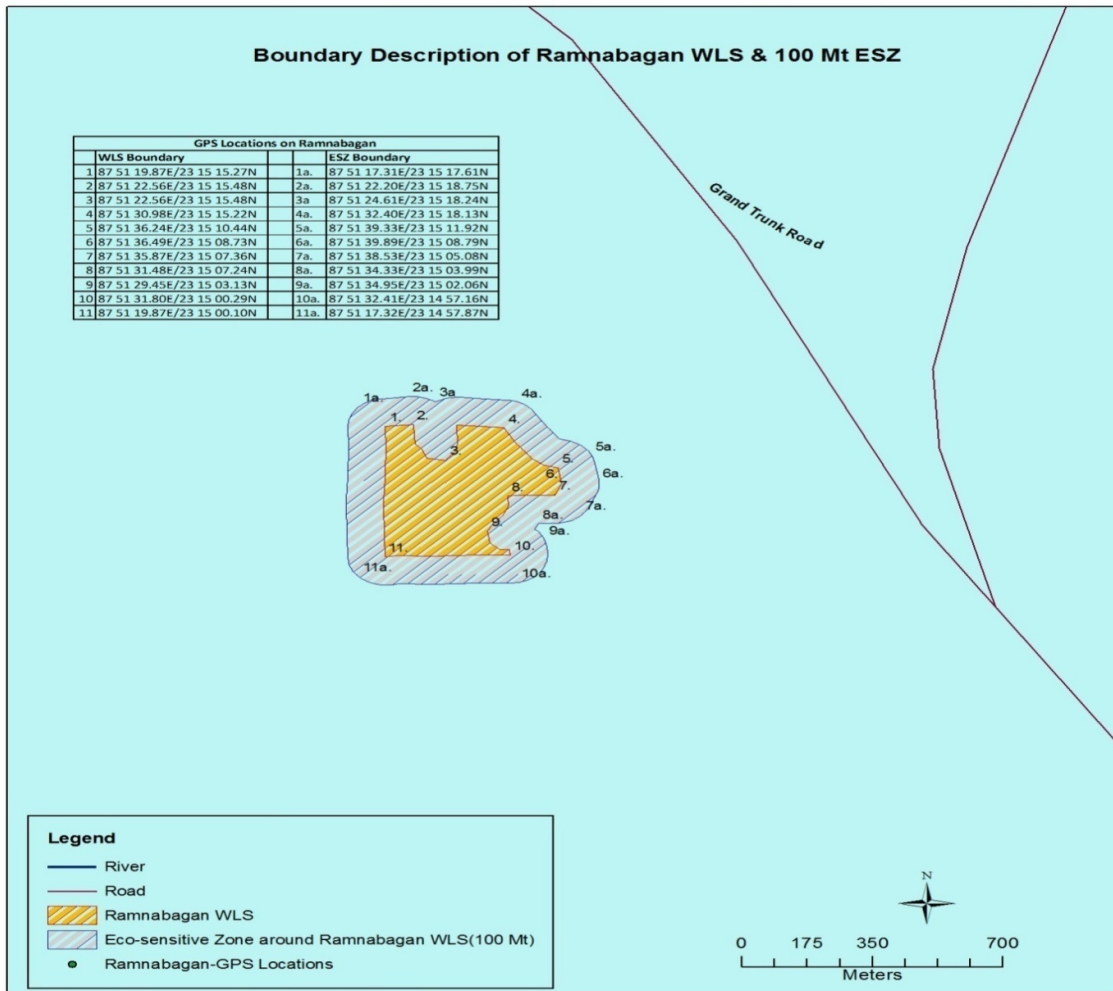 Boundary Description of Ramnabagan WLS & 100 Mt ESZ
GPS Locations on Ramnabagan
WLS Boundary ESZ Boundary
1 87 51 19.87E/23 15 15.27N 1a. 87 51 17.31E/23 15 17.61N
2 87 51 22.56E/23 15 15.48N 2a. 87 51 22.20E/23 15 18.75N
3 87 51 22.56E/23 15 15.48N 3a 87 51 24.61E/23 15 18.24N
4 87 51 30.98E/23 15 15.22N 4a. 87 51 32.40E/23 15 18.13N
5 87 51 36.24E/23 15 10.44N 5a. 87 51 39.33E/23 15 11.92N
6 87 51 36.49E/23 15 08.73N 6a. 87 51 39.89E/23 15 08.79N
7 87 51 35.87E/23 15 07.36N 7a. 87 51 38.53E/23 15 05.08N
8 87 51 31.48E/23 15 07.24N 8a. 87 51 34.33E/23 15 03.99N
9 87 51 29.45E/23 15 03.13N 9a. 87 51 34.95E/23 15 02.06N
10 87 51 31.80E/23 15 00.29N 10a. 87 51 32.41E/23 14 57.16N
11 87 51 19.87E/23 15 00.10N 11a. 87 51 17.32E/23 14 57.87N
Grand Trunk Road
1a. 2a. 3a 4a.
1. 2. 4.
3. 5. 5a.
6. 6a.
8. 7. 7a.
9. 8a.
9a.
11. 10.
11a. 10a.
Legend
River
Road
Ramnabagan WLS
Eco-sensitive Zone around Ramnabagan WLS(100 Mt)
Ramnabagan-GPS Locations
N
0 175 350 700
Meters